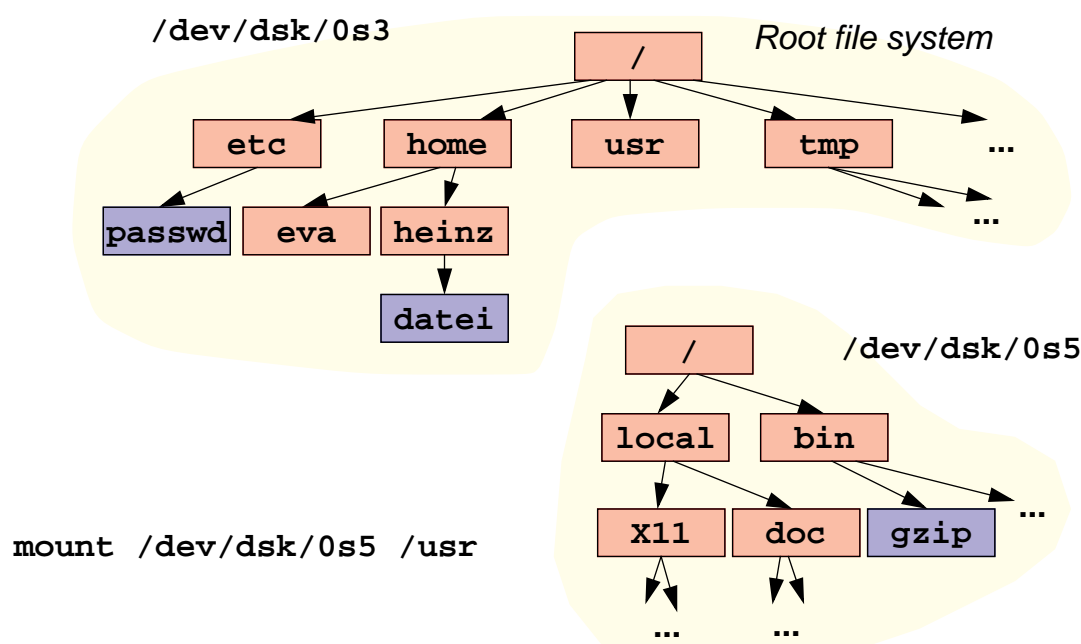 /dev/dsk/0s3
Root file system
/
etc
home
usr
tmp
...
passwd
eva
heinz
...
datei
/
/dev/dsk/0s5
local
bin
X11
doc
gzip
...
mount /dev/dsk/0s5 /usr
...
...